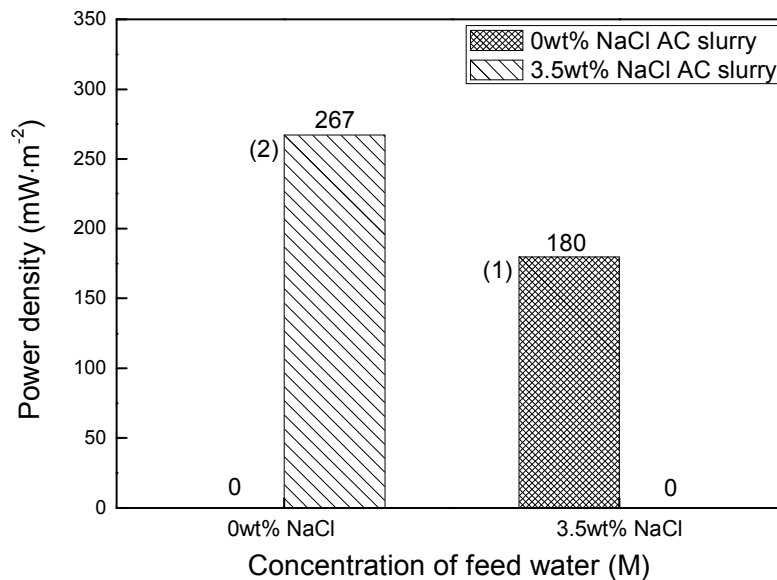 350
300
250
200
150
100
50
0
Power density (mW·m-2)
0wt% NaCl AC slurry
3.5wt% NaCl AC slurry
267
(2)
180
(1)
0
0
0wt% NaCl
3.5wt% NaCl
Concentration of feed water (M)